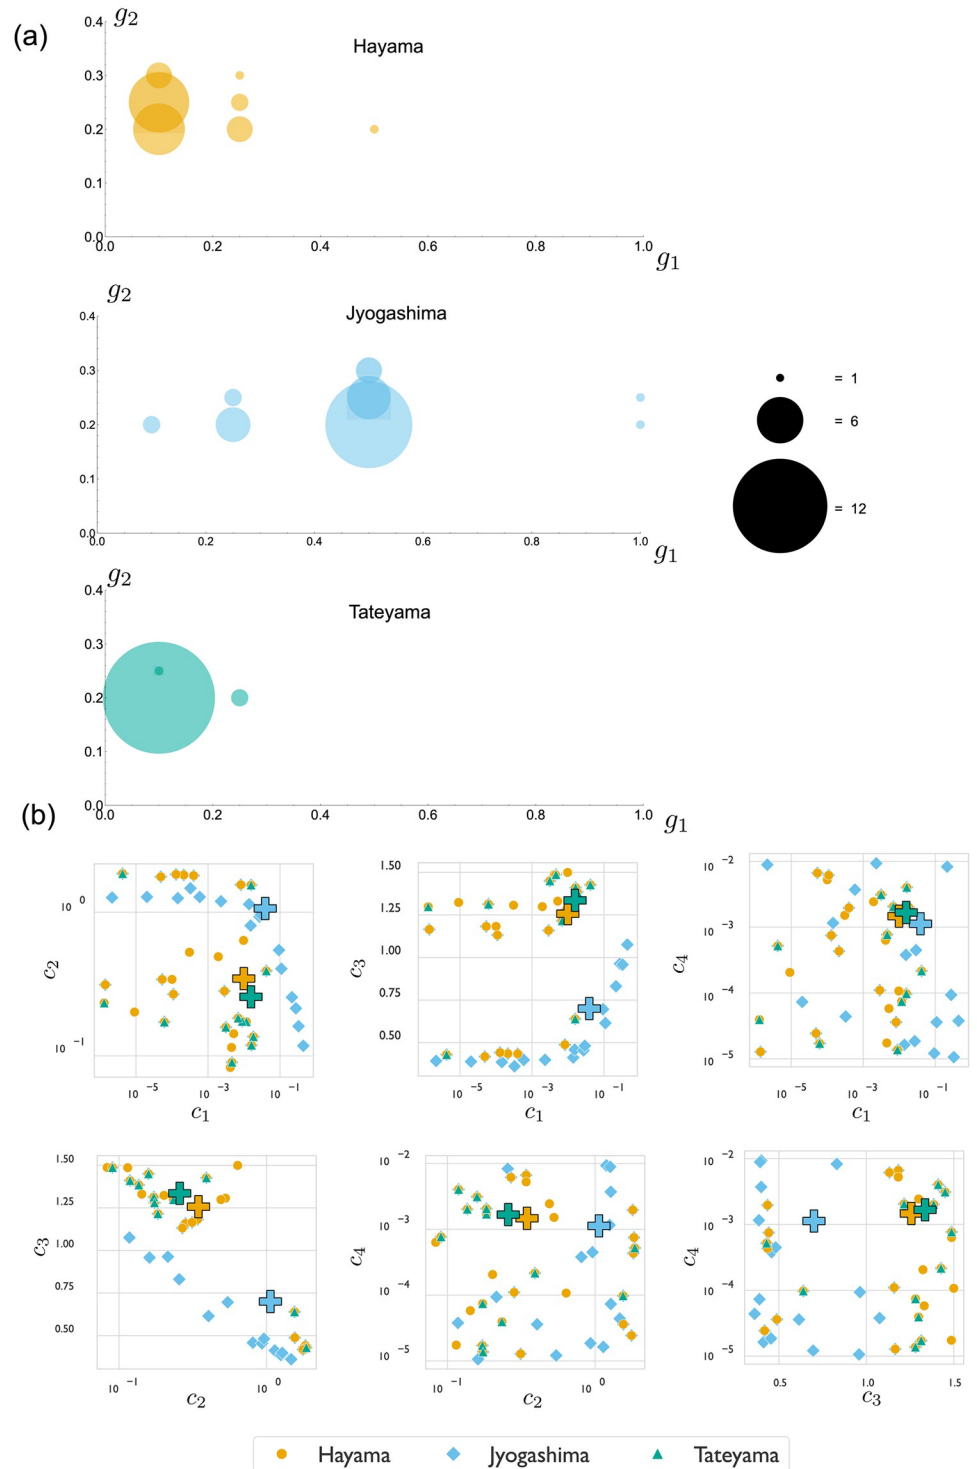 (a)
g2
Hayama
0.4
0.3
0.2
0.1
0.0
0.0 0.2 0.4 0.6 0.8 1.0
g1
g2
Jyogashima
0.4
0.3
0.2
0.1
0.0
0.0 0.2 0.4 0.6 0.8 1.0
g1
= 1
= 6
= 12
g2
Tateyama
0.4
0.3
0.2
0.1
0.0
0.0 0.2 0.4 0.6 0.8 1.0
g1
(b)
c2
10 0
10 -1
10 -5 10 -3 10 -1
c1
c3
1.50
1.25
1.00
0.75
0.50
10 -5 10 -3 10 -1
c1
c4
10 -2
10 -3
10 -4
10 -5
10 -5 10 -3 10 -1
c1
c3
1.50
1.25
1.00
0.75
0.50
10 -1 10 0
c2
c4
10 -2
10 -3
10 -4
10 -5
10 -1 10 0
c2
c4
10 -2
10 -3
10 -4
10 -5
0.5 1.0 1.5
c3
Hayama Jyogashima Tateyama